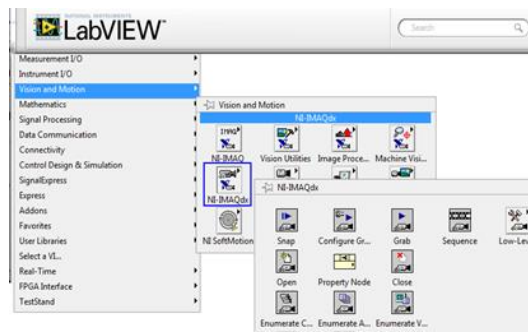 NATIONAL INSTRUMENTS
LabVIEW
Search
Measurement I/O
Instrument I/O
Vision and Motion
Mathematics
Signal Processing
Data Communication
Connectivity
Control Design & Simulation
SignalExpress
Express
Addons
Favorites
User Libraries
Select a VI...
Real-Time
FPGA Interface
TestStand
Vision and Motion
NI-IMAQdx
IMAQ
NI-IMAQ Vision Utilities Image Proce... Machine Visi...
NI-IMAQdx
NI SoftMotion
NI-IMAQdx
Snap Configure Gr... Grab Sequence Low-Lev
Open Property Node Close
Enumerate C... Enumerate A... Enumerate V...